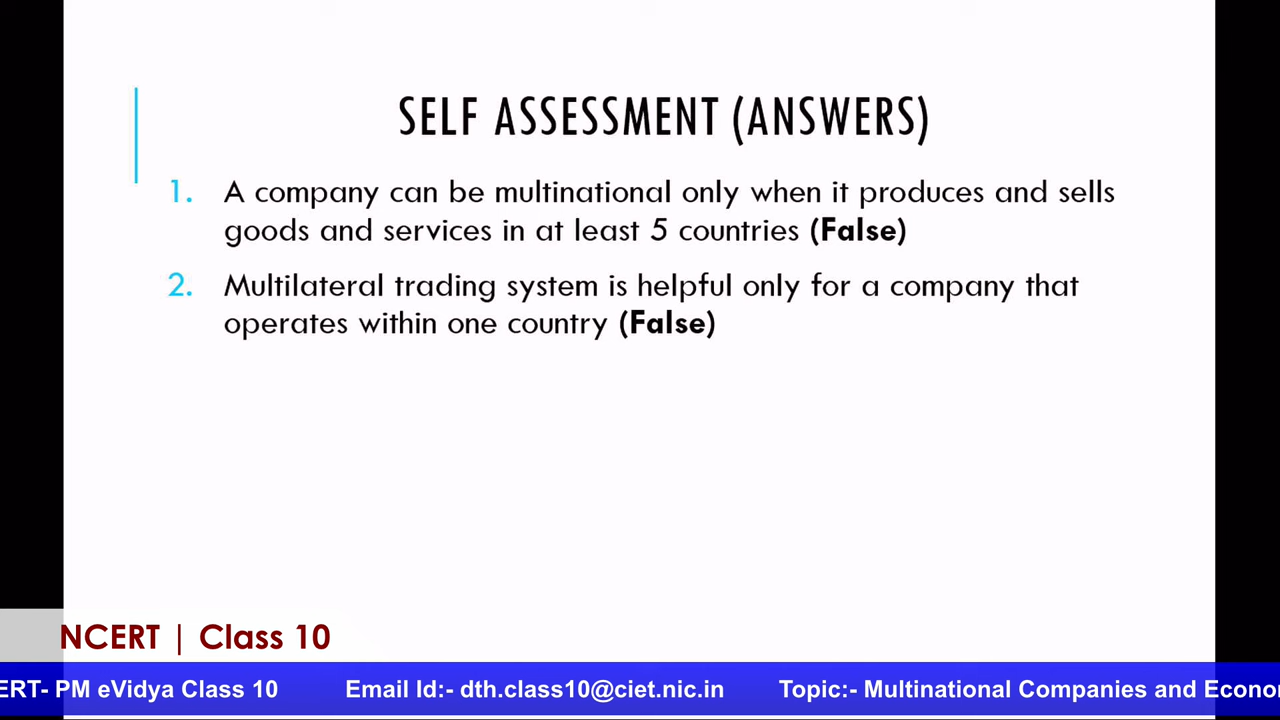 SELF ASSESSMENT (ANSWERS)
1. A company can be multinational only when it produces and sells
goods and services in at least 5 countries (False)
2. Multilateral trading system is helpful only for a company that
operates within one country (False)
NCERT | Class 10
ERT- PM eVidya Class 10 Email Id:- dth.class10@ciet.nic.in Topic:- Multinational Companies and Econo